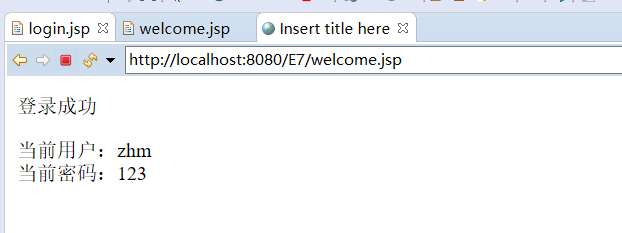 login.jsp welcome.jsp Insert title here
http://localhost:8080/E7/welcome.jsp
登录成功
当前用户：zhm
当前密码：123